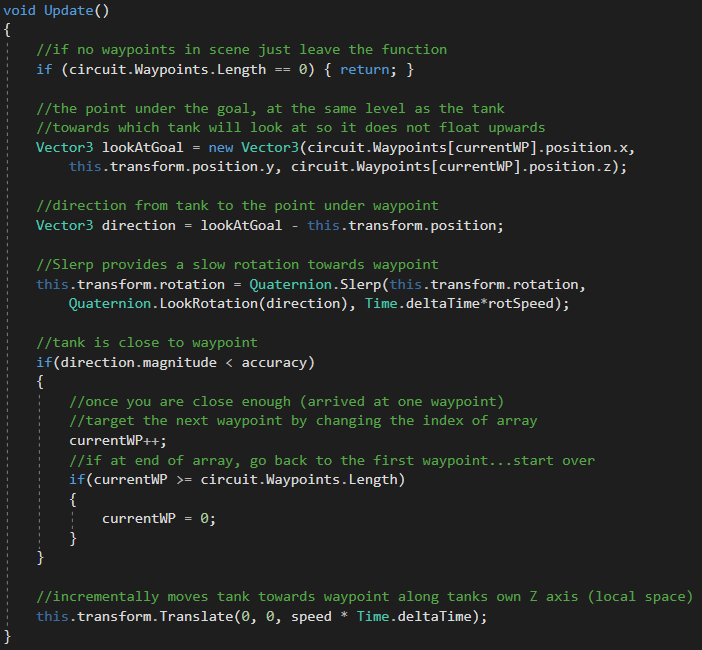 void Update()
{
//if no waypoints in scene just leave the function
if (circuit.Waypoints.Length == 0) { return; }
//the point under the goal, at the same level as the tank
//towards which tank will look at so it does not float upwards
Vector3 lookAtGoal = new Vector3(circuit.Waypoints[currentWP].position.x,
this.transform.position.y, circuit.Waypoints[currentWP].position.z);
//direction from tank to the point under waypoint
Vector3 direction = lookAtGoal - this.transform.position;
//Slerp provides a slow rotation towards waypoint
this.transform.rotation = Quaternion.Slerp(this.transform.rotation,
Quaternion.LookRotation(direction), Time.deltaTime*rotSpeed);
//tank is close to waypoint
if(direction.magnitude < accuracy)
{
//once you are close enough (arrived at one waypoint)
//target the next waypoint by changing the index of array
currentWP++;
//if at end of array, go back to the first waypoint...start over
if(currentWP >= circuit.Waypoints.Length)
{
currentWP = 0;
}
}
//incrementally moves tank towards waypoint along tanks own Z axis (local space)
this.transform.Translate(0, 0, speed * Time.deltaTime);
}